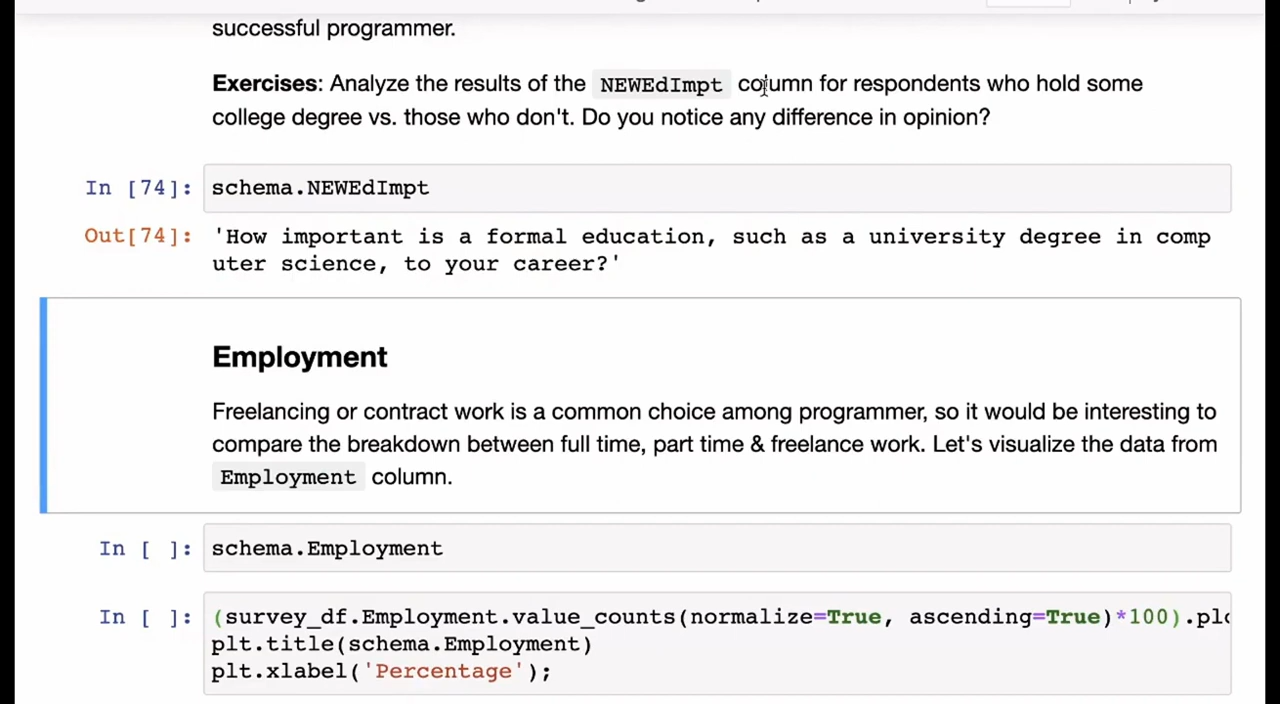 successful programmer.
Exercises: Analyze the results of the NEWEdImpt column for respondents who hold some
college degree vs. those who don't. Do you notice any difference in opinion?
In [74]: schema.NEWEdImpt
Out[74]: 'How important is a formal education, such as a university degree in comp
uter science, to your career?'
Employment
Freelancing or contract work is a common choice among programmer, so it would be interesting to
compare the breakdown between full time, part time & freelance work. Let's visualize the data from
Employment column.
In [ ]: schema.Employment
In [ ]: (survey_df.Employment.value_counts(normalize=True, ascending=True)*100).plo
plt.title(schema.Employment)
plt.xlabel('Percentage');